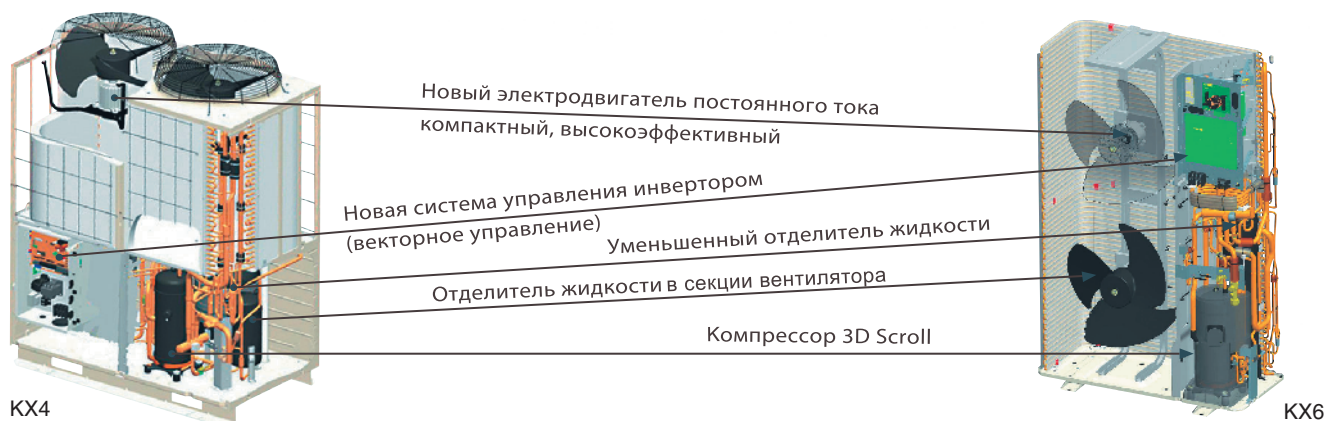 Новый электродвигатель постоянного тока
компактный, высокоэффективный
Новая система управления инвертором
(векторное управление)
Уменьшенный отделитель жидкости
Отделитель жидкости в секции вентилятора
Компрессор 3D Scroll
KX4
KX6